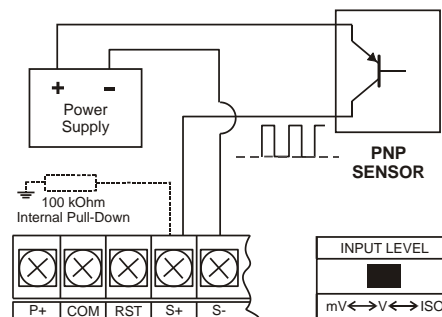 + -
Power
Supply
PNP
SENSOR
100 kOhm
Internal Pull-Down
INPUT LEVEL
mV V ISO
P+ COM RST S+ S-